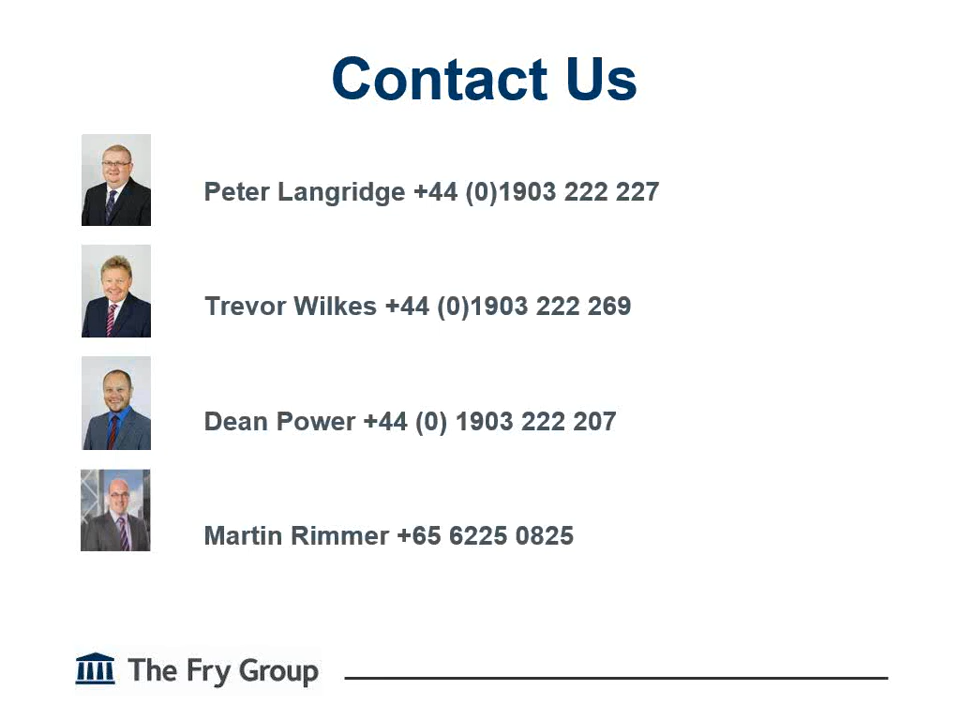 Contact Us
Peter Langridge +44 (0)1903 222 227
Trevor Wilkes +44 (0)1903 222 269
Dean Power +44 (0) 1903 222 207
Martin Rimmer +65 6225 0825
The Fry Group